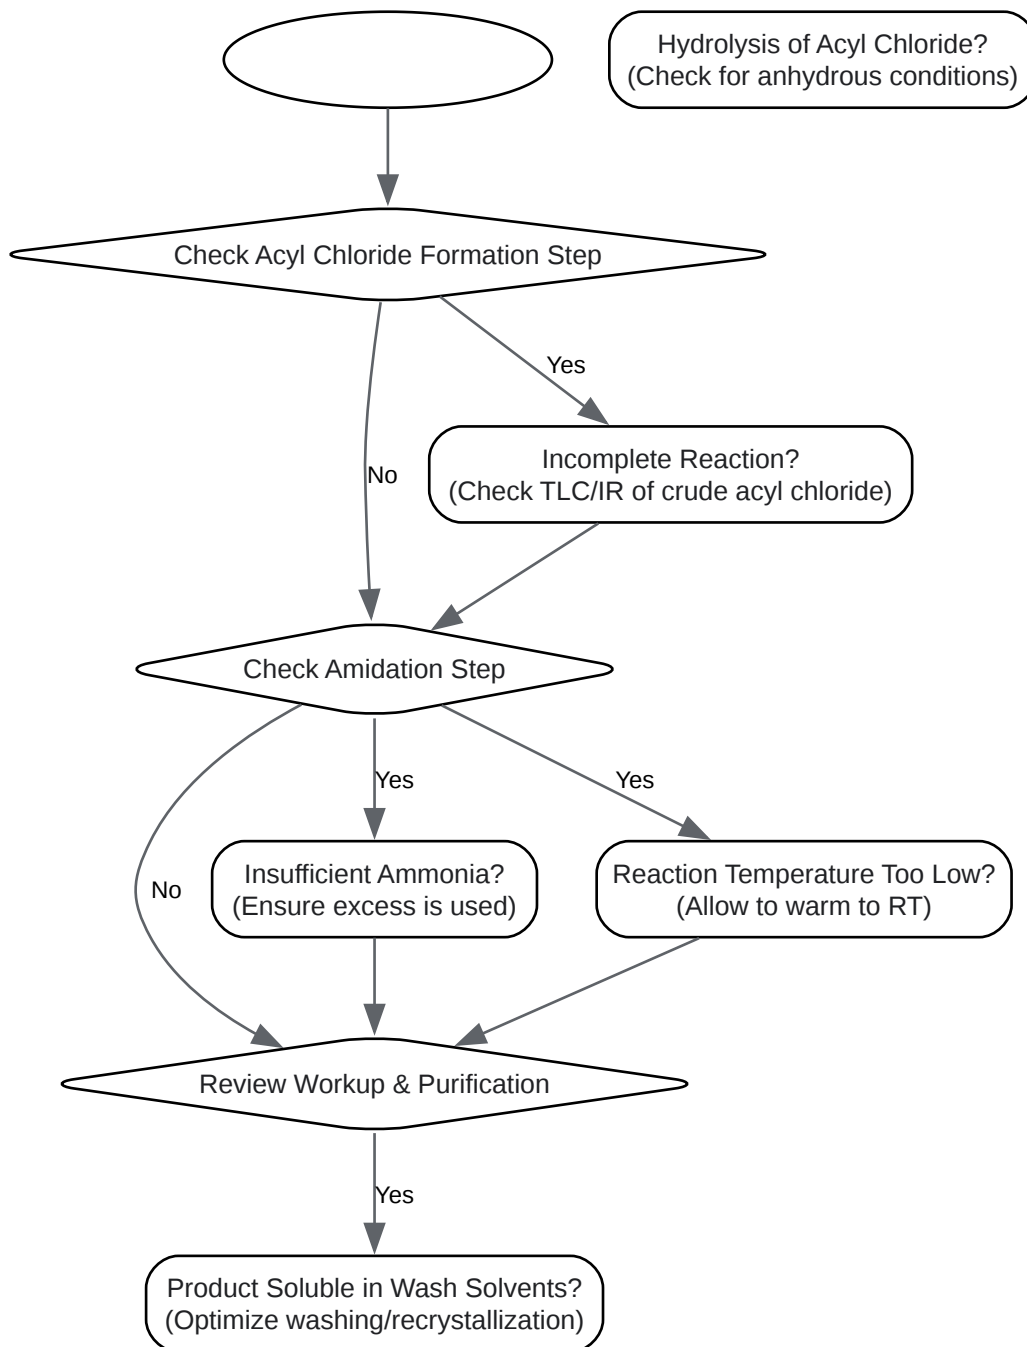 Hydrolysis of Acyl Chloride?
(Check for anhydrous conditions)
Check Acyl Chloride Formation Step
Yes
Incomplete Reaction?
(Check TLC/IR of crude acyl chloride)
No
Check Amidation Step
Yes
Yes
Insufficient Ammonia?
(Ensure excess is used)
Reaction Temperature Too Low?
(Allow to warm to RT)
No
Review Workup & Purification
Yes
Product Soluble in Wash Solvents?
(Optimize washing/recrystallization)